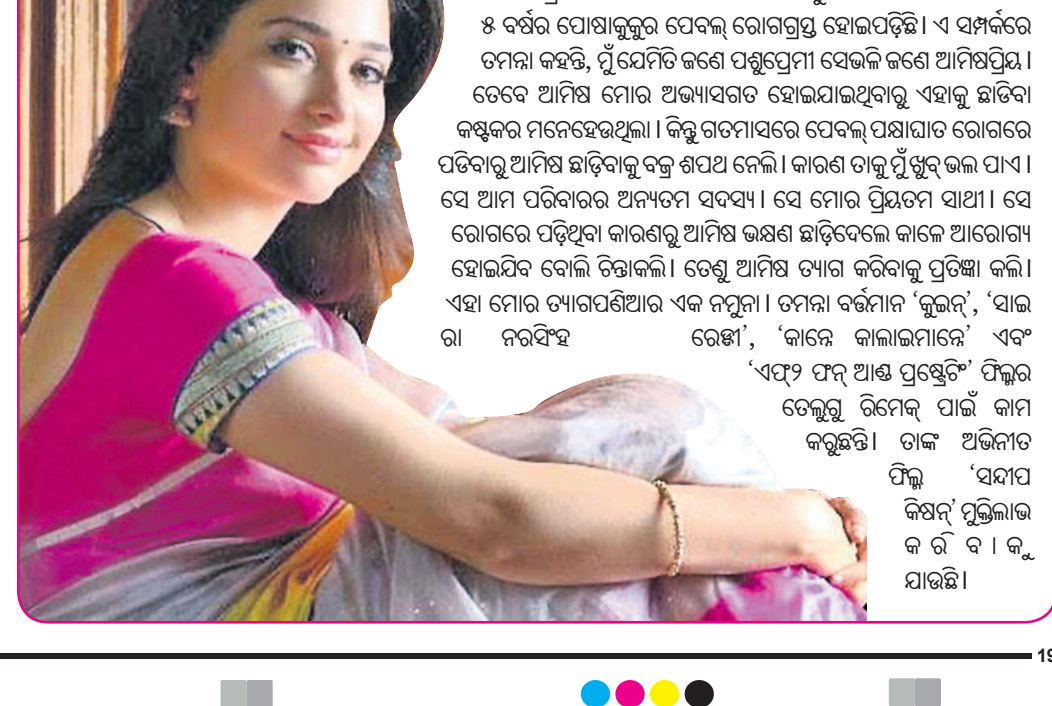 ୫ ବର୍ଷର ପୋଷାକୁକୁର ପେବଲ୍ ରୋଗଗ୍ରସ୍ତ ହୋଇପଡ଼ିଛି। ଏ ସମ୍ପର୍କରେ
ତମନ୍ନା କହନ୍ତି, ମୁଁ ଯେମିତି ଜଣେ ପଶୁପ୍ରେମୀ ସେଭଳି ଜଣେ ଆମିଷପ୍ରିୟ।
ତେବେ ଆମିଷ ମୋର ଅଭ୍ୟାସଗତ ହୋଇଯାଇଥିବାରୁ ଏହାକୁ ଛାଡିବା
କଷ୍ଟକର ମନେହେଉଥିଲା। କିନ୍ତୁ ଗତମାସରେ ପେବଲ୍ ପକ୍ଷାଘାତ ରୋଗରେ
ପଡିବାରୁ ଆମିଷ ଛାଡ଼ିବାକୁ ବଜ୍ର ଶପଥ ନେଲି। କାରଣ ତାକୁ ମୁଁ ଖୁବ୍ ଭଲ ପାଏ।
ସେ ଆମ ପରିବାରର ଅନ୍ୟତମ ସଦସ୍ୟ। ସେ ମୋର ପ୍ରିୟତମ ସାଥୀ। ସେ
ରୋଗରେ ପଡ଼ିଥିବା କାରଣରୁ ଆମିଷ ଭକ୍ଷଣ ଛାଡ଼ିଦେଲେ କାଳେ ଆରୋଗ୍ୟ
ହୋଇଯିବ ବୋଲି ଚିନ୍ତାକଲି। ତେଣୁ ଆମିଷ ତ୍ୟାଗ କରିବାକୁ ପ୍ରତିଜ୍ଞା କଲି।
ଏହା ମୋର ତ୍ୟାଗପଣିଆର ଏକ ନମୁନା। ତମନ୍ନା ବର୍ତ୍ତମାନ ‘କୁଇନ୍’, ‘ସାଇ
ରା ନରସିଂହ ରେଡ୍ଡୀ’, ‘କାନ୍ନେ କାଲାଇମାନ୍ନେ’ ଏବଂ
‘ଏଫ୍୨ ଫନ୍ ଆଣ୍ଡ ପ୍ରଷ୍ଟ୍ରେଟିଂ’ ଫିଲ୍ମର
ତେଲୁଗୁ ରିମେକ୍ ପାଇଁ କାମ
କରୁଛନ୍ତି। ତାଙ୍କ ଅଭିନୀତ
ଫିଲ୍ମ ‘ସନ୍ଦୀପ
କିଷନ୍’ ମୁକ୍ତିଲାଭ
କରିବାକୁ
ଯାଉଛି।